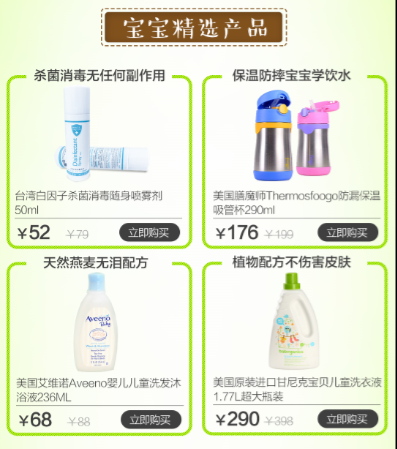 宝宝精选产品
杀菌消毒无任何副作用
台湾白因子杀菌消毒随身喷雾剂
50ml
¥52 ¥79 立即购买
保温防摔宝宝学饮水
美国膳魔师Thermosfoogo防漏保温
吸管杯290ml
¥176 ¥199 立即购买
天然燕麦无泪配方
Aveeno
Baby
美国艾维诺Aveeno婴儿儿童洗发沐
浴液236ML
¥68 ¥88 立即购买
植物配方不伤害皮肤
美国原装进口甘尼克宝贝儿童洗衣液
1.77L超大瓶装
¥290 ¥398 立即购买